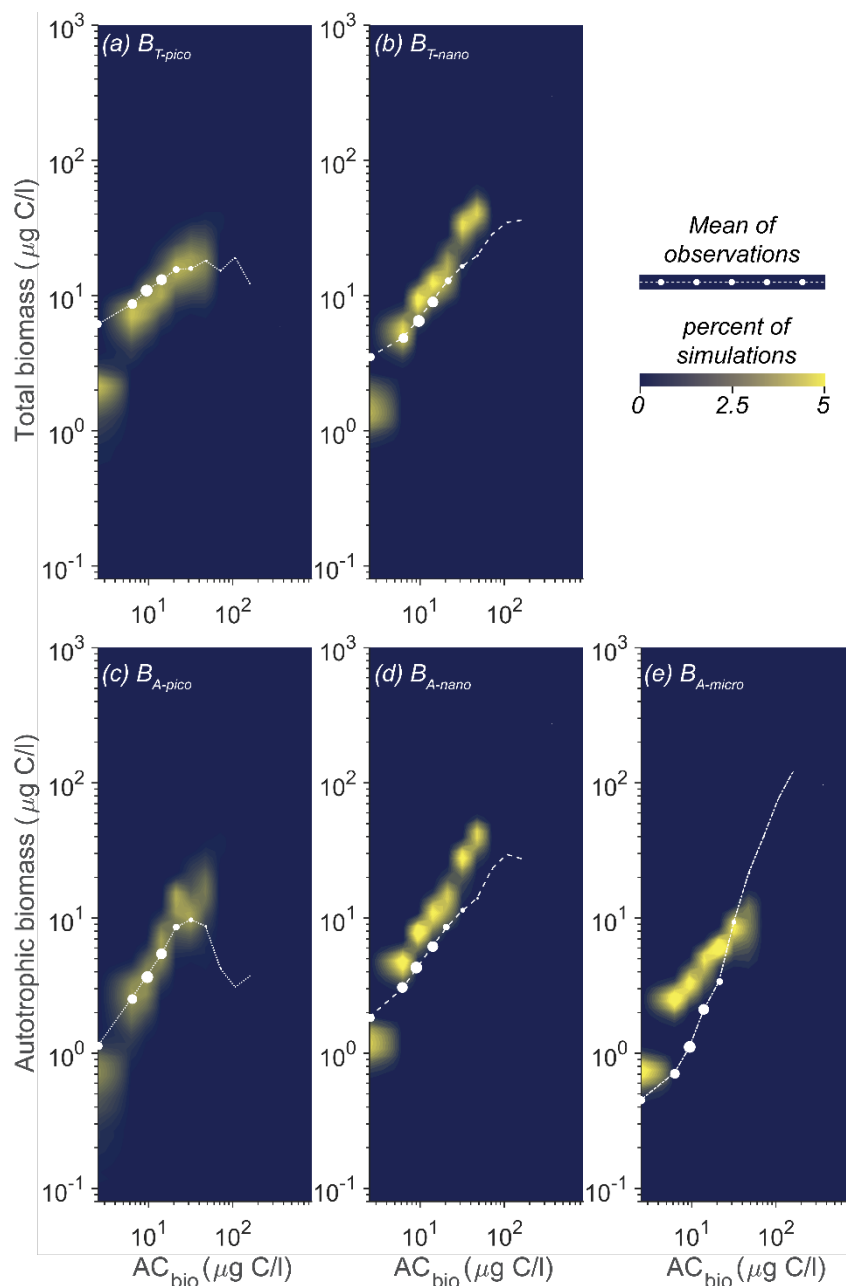 (a) B_T-pico
(b) B_T-nano
10³
10²
10¹
10⁰
10⁻¹
10¹ 10²
Total biomass (μg C/l)
10³
10²
10¹
10⁰
10⁻¹
10¹ 10²
Mean of
observations
percent of
simulations
0 2.5 5
(c) B_A-pico
(d) B_A-nano
(e) B_A-micro
10³
10²
10¹
10⁰
10⁻¹
10¹ 10²
Autotrophic biomass (μg C/l)
AC_bio (μg C/l)
10³
10²
10¹
10⁰
10⁻¹
10¹ 10²
AC_bio (μg C/l)
10³
10²
10¹
10⁰
10⁻¹
10¹ 10²
AC_bio (μg C/l)